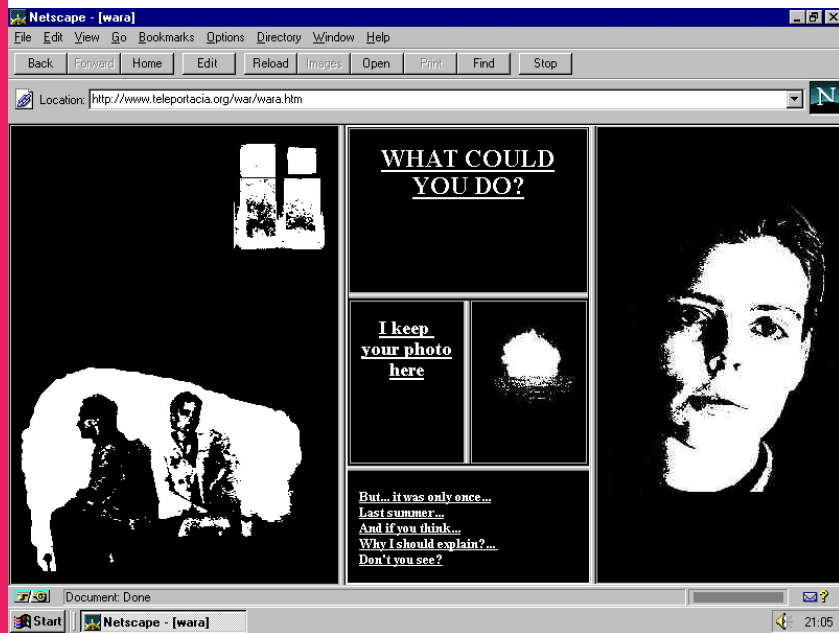 Netscape - [wara]
File Edit View Go Bookmarks Options Directory Window Help
Back Forward Home Edit Reload Images Open Print Find Stop
Location: http://www.teleportacia.org/war/wara.htm
N
WHAT COULD
YOU DO?
I keep
your photo
here
But... it was only once...
Last summer...
And if you think...
Why I should explain?...
Don't you see?
Document: Done
Start Netscape - [wara] 21:05